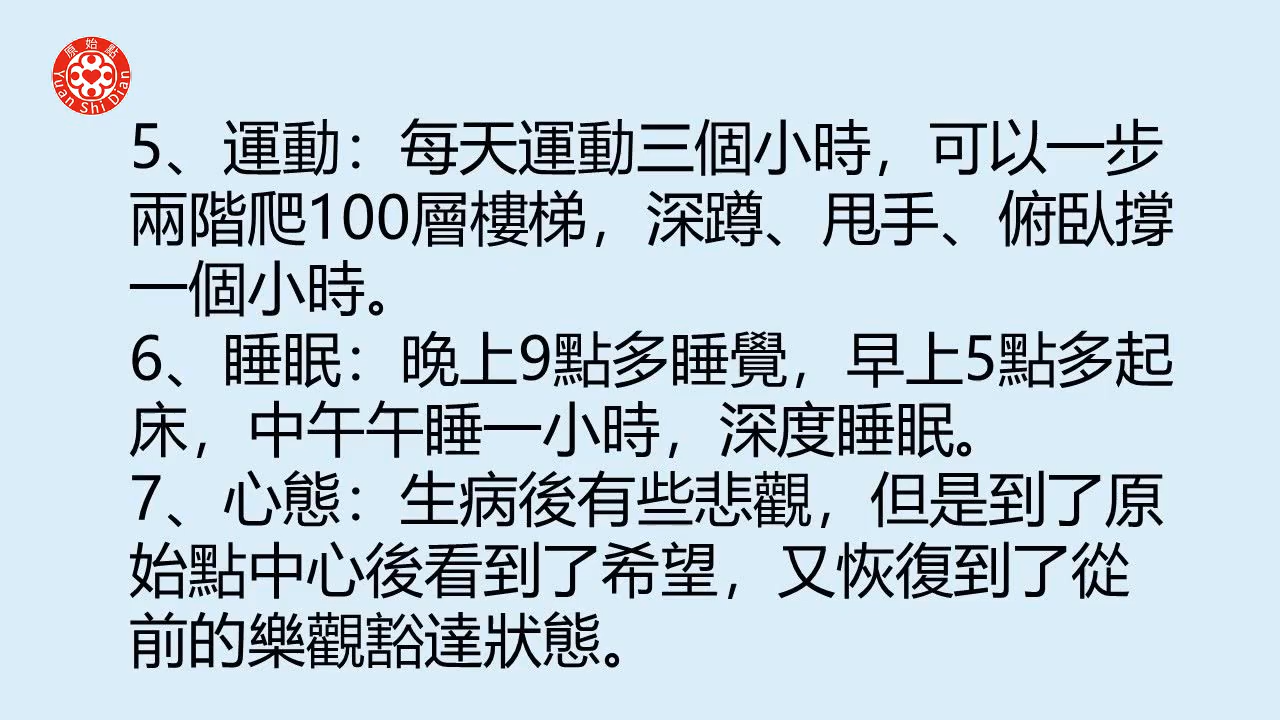 原始點
Yuan Shi Dian
5、運動：每天運動三個小時，可以一步
兩階爬100層樓梯，深蹲、甩手、俯臥撐
一個小時。
6、睡眠：晚上9點多睡覺，早上5點多起
床，中午午睡一小時，深度睡眠。
7、心態：生病後有些悲觀，但是到了原
始點中心後看到了希望，又恢復到了從
前的樂觀豁達狀態。